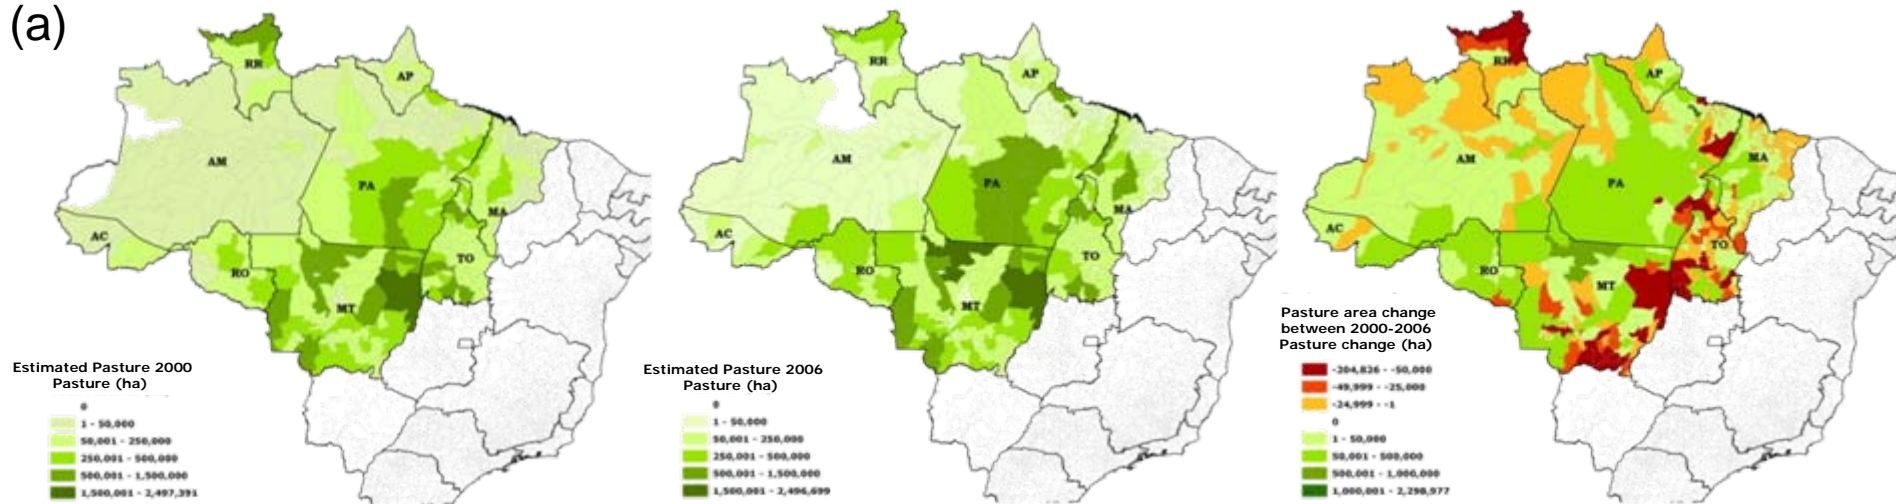 (a)
RR
AP
AM
PA
MA
AC
RO
TO
MT
Estimated Pasture 2000
Pasture (ha)
0
1 - 50,000
50,001 - 250,000
250,001 - 500,000
500,001 - 1,500,000
1,500,001 - 2,497,391
RR
AP
AM
PA
MA
AC
RO
TO
MT
Estimated Pasture 2006
Pasture (ha)
0
1 - 50,000
50,001 - 250,000
250,001 - 500,000
500,001 - 1,500,000
1,500,001 - 2,496,699
RR
AP
AM
PA
MA
AC
RO
TO
MT
Pasture area change
between 2000-2006
Pasture change (ha)
-204,826 - -50,000
-49,999 - -25,000
-24,999 - -1
0
1 - 50,000
50,001 - 500,000
500,001 - 1,000,000
1,000,001 - 2,298,977